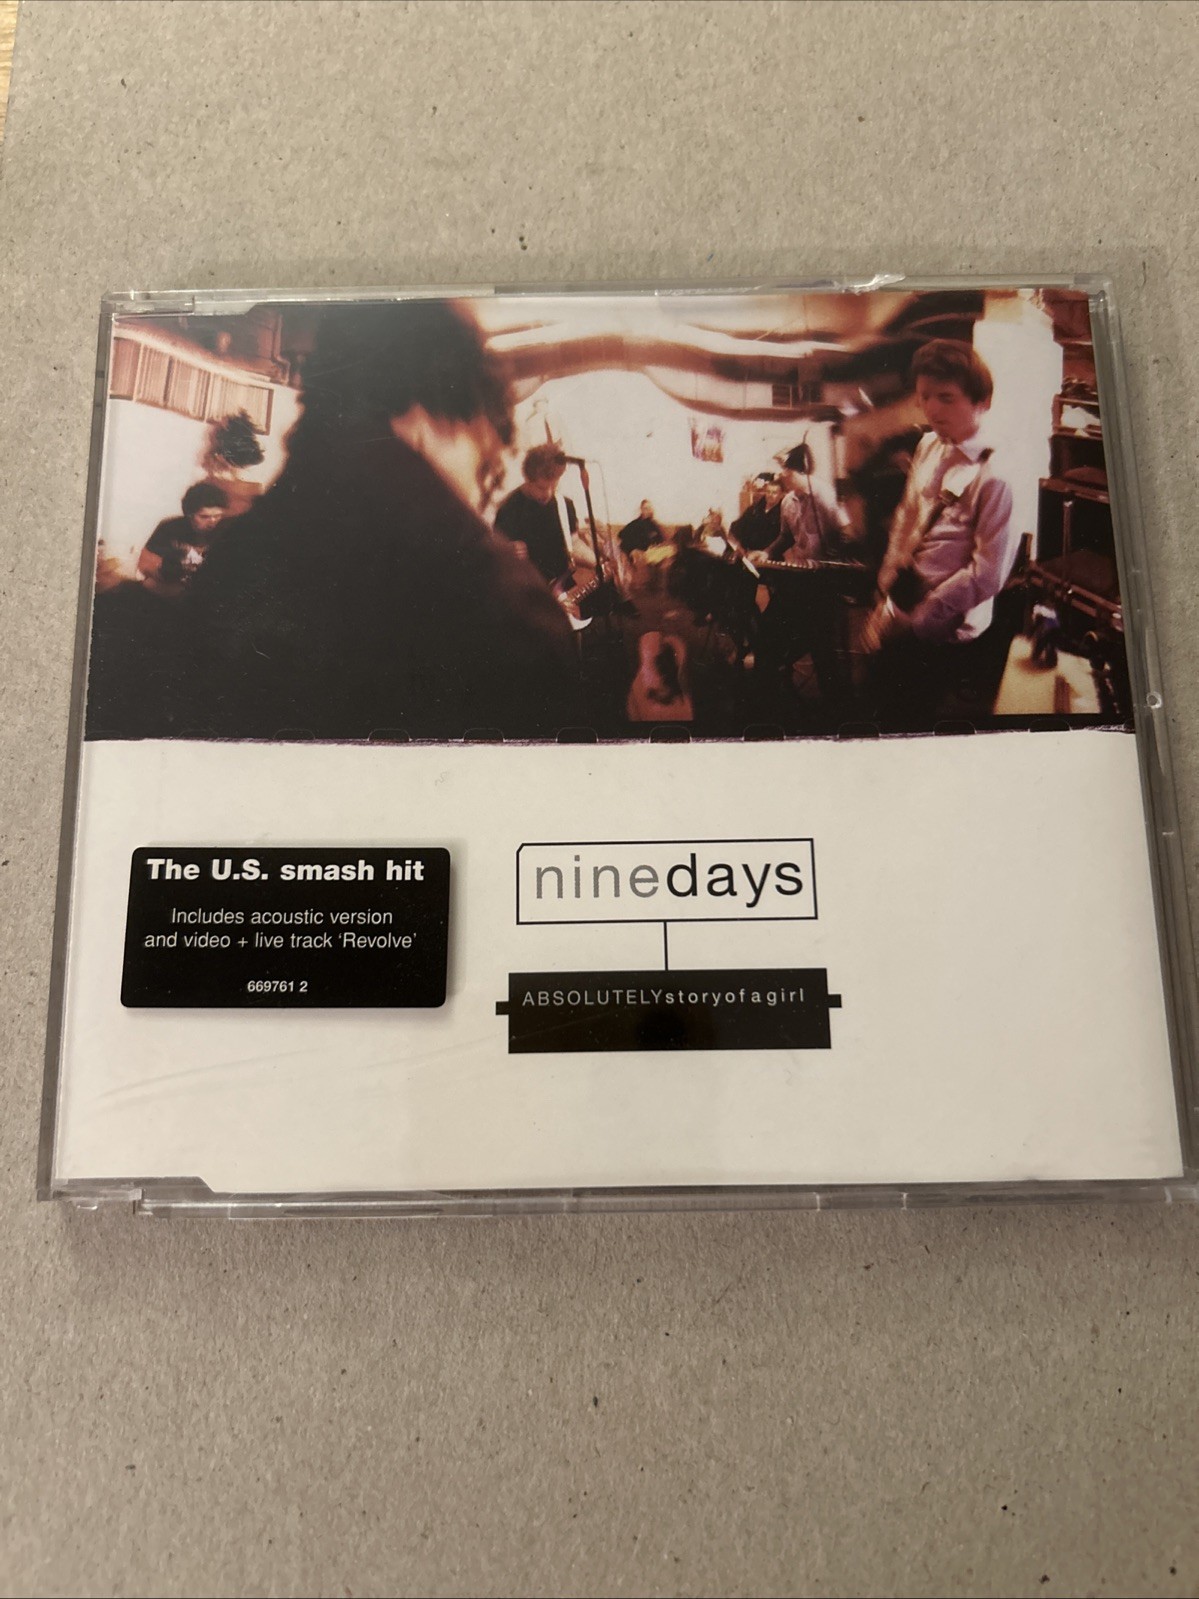 The U.S. smash hit
Includes acoustic version
and video + live track ‘Revolve’
669761 2
ninedays
ABSOLUTELYstoryofagirl